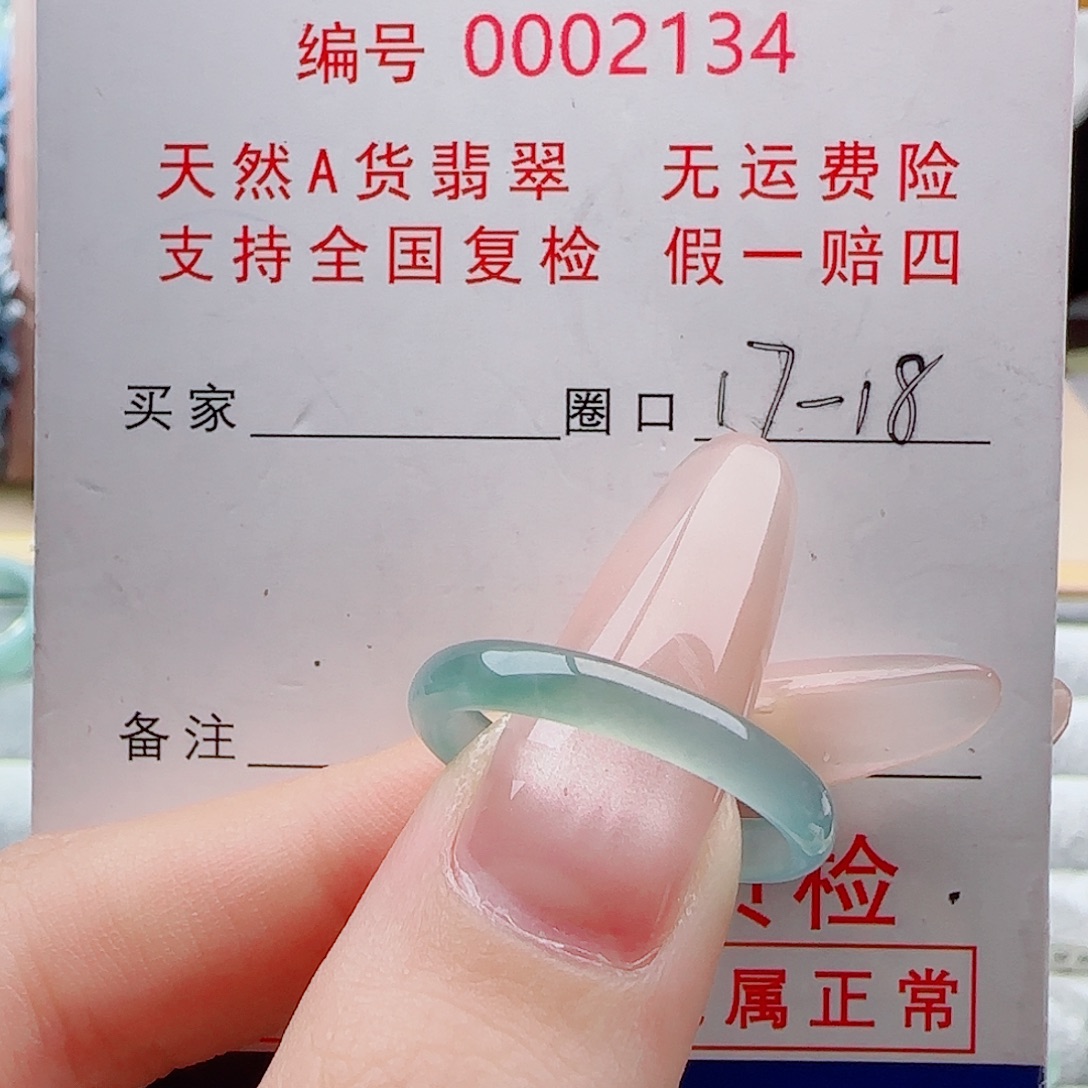 编号 0002134
天然A货翡翠 无运费险
支持全国复检 假一赔四
买家 圈口 17-18
备注
检
属正常